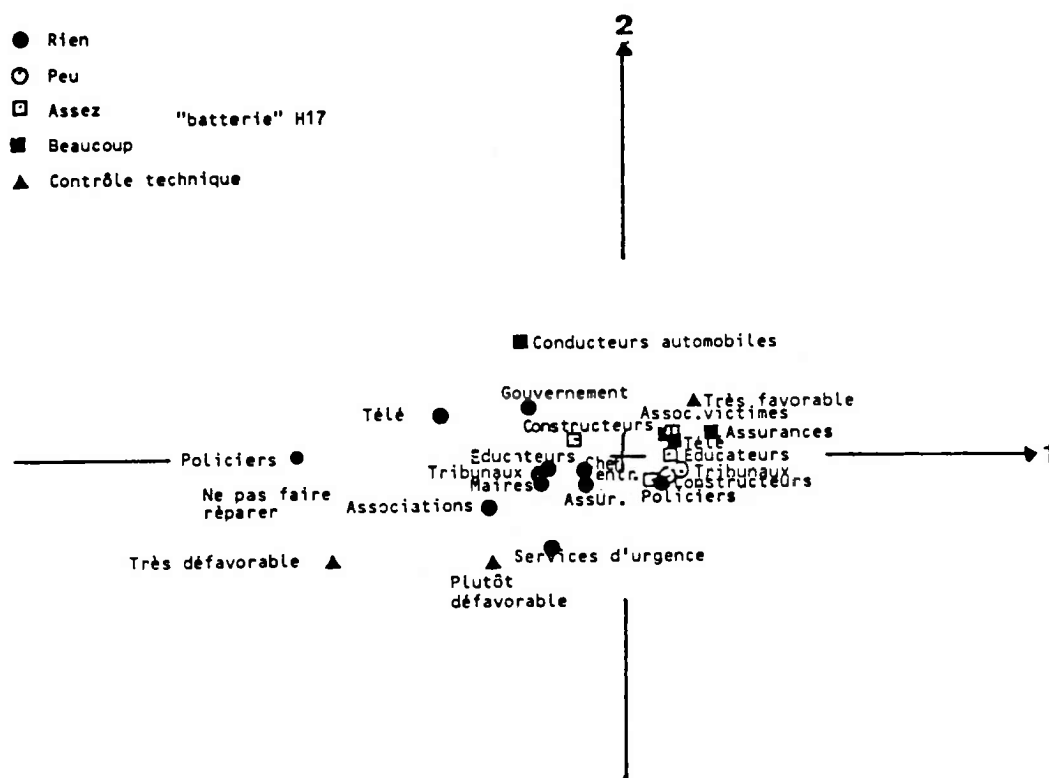 2
Rien
Peu
Assez
"batterie" H17
Beaucoup
Contrôle technique
Conducteurs automobiles
Gouvernement
Très favorable
Télé
Assoc.victimes
Constructeurs
Assurances
Télé
1
Policiers
Educateurs
Educateurs
Tribunaux
entr.
Tribunaux
Maires
Constructeurs
Ne pas faire
réparer
Associations
Assur.
Policiers
Très défavorable
Services d'urgence
Plutôt
défavorable